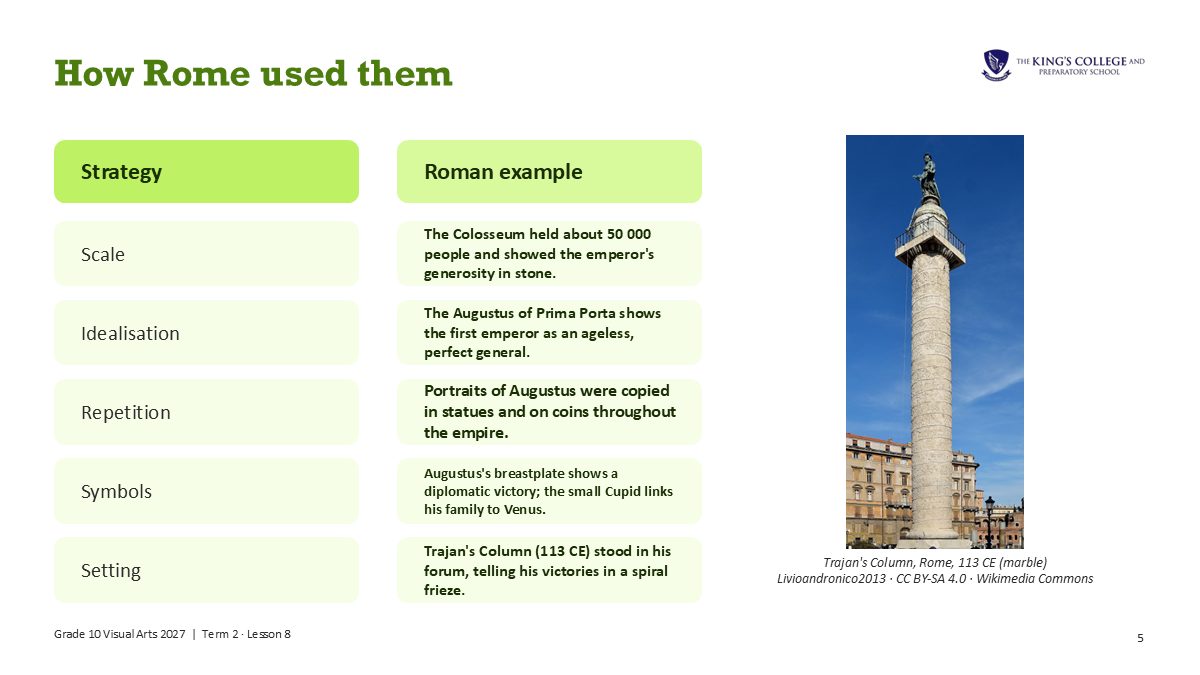 How Rome used them
THE KING'S COLLEGE AND
PREPARATORY SCHOOL
Strategy
Roman example
Scale
The Colosseum held about 50 000
people and showed the emperor's
generosity in stone.
Idealisation
The Augustus of Prima Porta shows
the first emperor as an ageless,
perfect general.
Repetition
Portraits of Augustus were copied
in statues and on coins throughout
the empire.
Symbols
Augustus's breastplate shows a
diplomatic victory; the small Cupid links
his family to Venus.
Setting
Trajan's Column (113 CE) stood in his
forum, telling his victories in a spiral
frieze.
Trajan's Column, Rome, 113 CE (marble)
Livioandronico2013 · CC BY-SA 4.0 · Wikimedia Commons
Grade 10 Visual Arts 2027 | Term 2 · Lesson 8
5